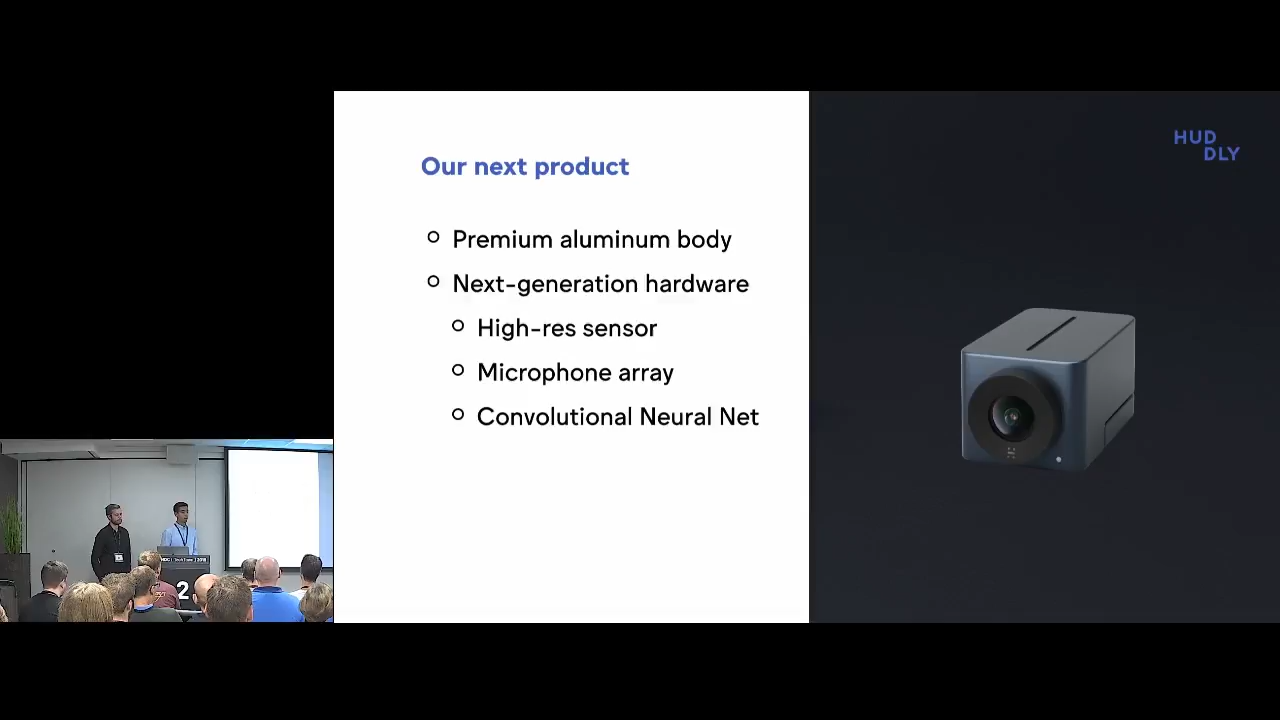 Our next product
Premium aluminum body
Next-generation hardware
High-res sensor
Microphone array
Convolutional Neural Net
HUD
DLY
2